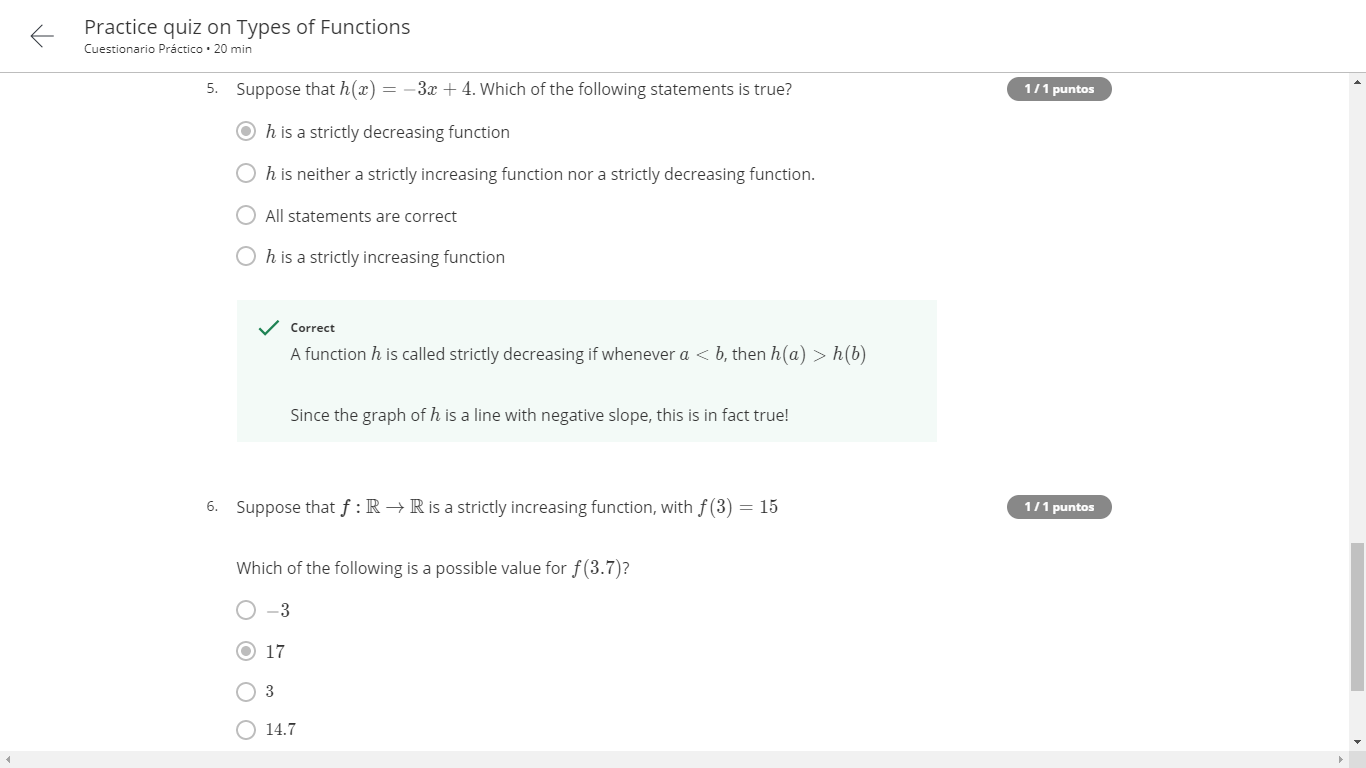 Practice quiz on Types of Functions
Cuestionario Práctico • 20 min
5. Suppose that h(x) = −3x + 4. Which of the following statements is true?
1 / 1 puntos
h is a strictly decreasing function
h is neither a strictly increasing function nor a strictly decreasing function.
All statements are correct
h is a strictly increasing function
Correct
A function h is called strictly decreasing if whenever a < b, then h(a) > h(b)
Since the graph of h is a line with negative slope, this is in fact true!
6. Suppose that f : ℝ → ℝ is a strictly increasing function, with f(3) = 15
1 / 1 puntos
Which of the following is a possible value for f(3.7)?
−3
17
3
14.7